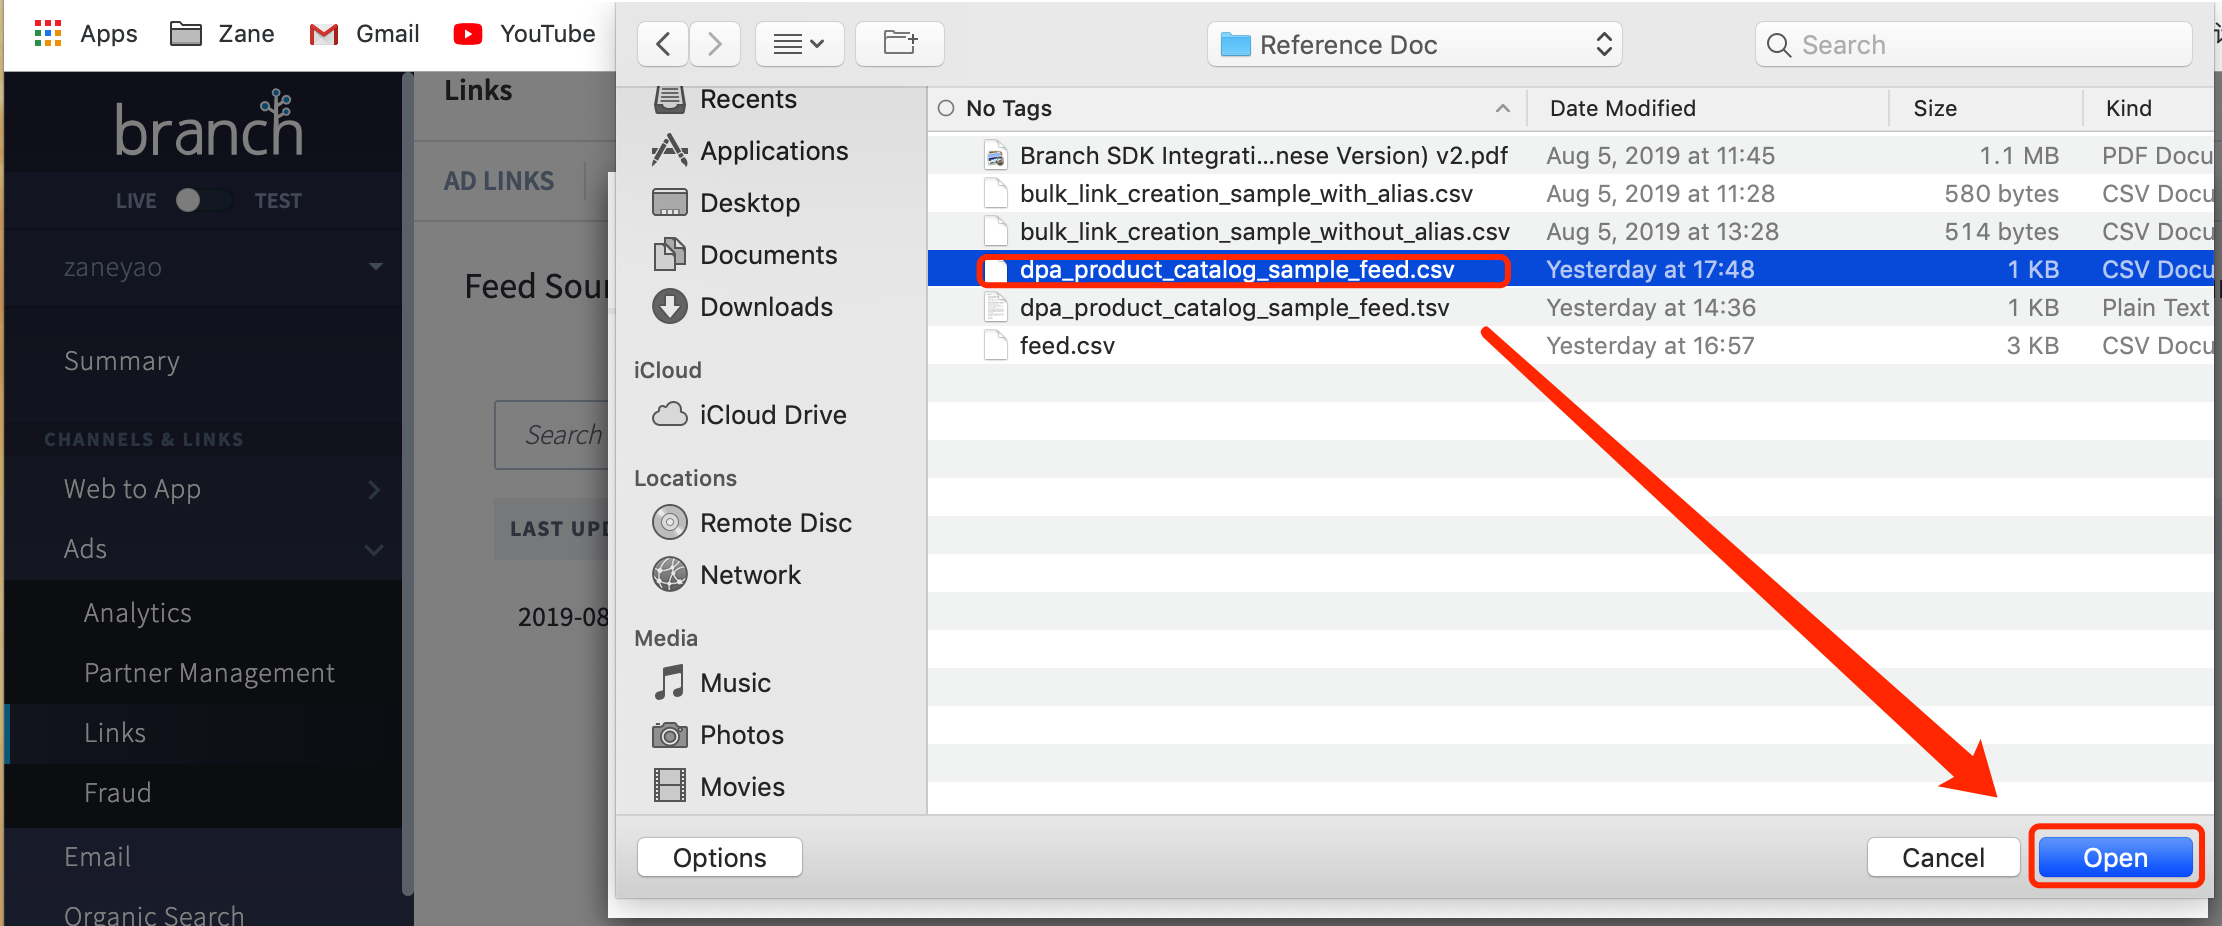 Apps Zane Gmail YouTube
branch
LIVE TEST
zaneyao
Summary
CHANNELS & LINKS
Web to App
Ads
Analytics
Partner Management
Links
Fraud
Email
Organic Search
Links
AD LINKS
Feed Sour
Search
LAST UPD
2019-08
Reference Doc
Search
Recents
Applications
Desktop
Documents
Downloads
iCloud
iCloud Drive
Locations
Remote Disc
Network
Media
Music
Photos
Movies
No Tags Date Modified Size Kind
Branch SDK Integrati...nese Version) v2.pdf Aug 5, 2019 at 11:45 1.1 MB PDF Docu
bulk_link_creation_sample_with_alias.csv Aug 5, 2019 at 11:28 580 bytes CSV Docu
bulk_link_creation_sample_without_alias.csv Aug 5, 2019 at 13:28 514 bytes CSV Docu
dpa_product_catalog_sample_feed.csv Yesterday at 17:48 1 KB CSV Docu
dpa_product_catalog_sample_feed.tsv Yesterday at 14:36 1 KB Plain Text
feed.csv Yesterday at 16:57 3 KB CSV Docu
Options Cancel Open